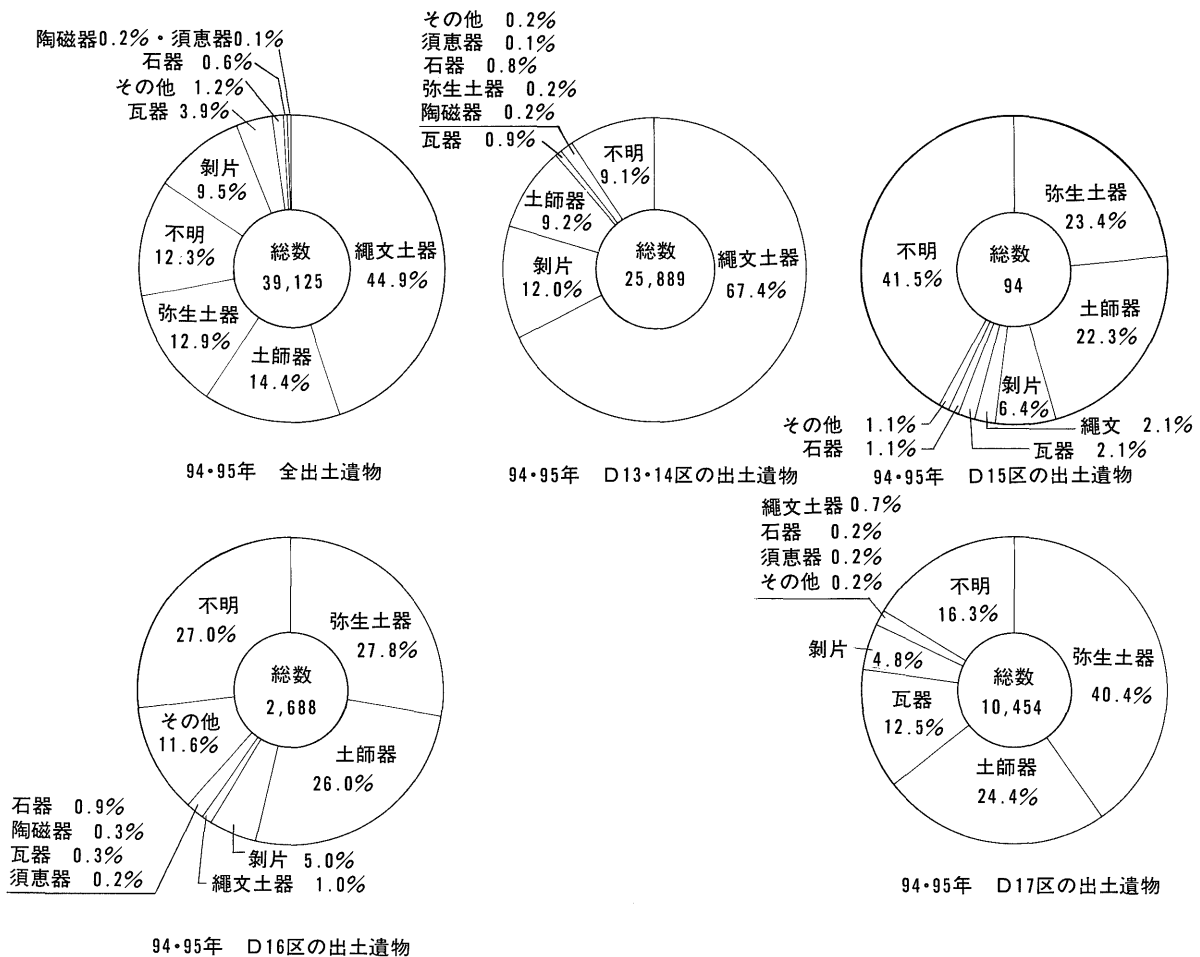 陶磁器0.2%・須恵器0.1%
石器 0.6%
その他 1.2%
瓦器 3.9%
剝片
9.5%
不明
12.3%
弥生土器
12.9%
土師器
14.4%
縄文土器
44.9%
総数
39,125
94・95年 全出土遺物
その他 0.2%
須恵器 0.1%
石器 0.8%
弥生土器 0.2%
陶磁器 0.2%
瓦器 0.9%
不明
9.1%
土師器
9.2%
剝片
12.0%
総数
25,889
縄文土器
67.4%
94・95年 D13・14区の出土遺物
不明
41.5%
弥生土器
23.4%
総数
94
土師器
22.3%
剝片
6.4%
その他 1.1%
石器 1.1%
縄文 2.1%
瓦器 2.1%
94・95年 D15区の出土遺物
不明
27.0%
弥生土器
27.8%
総数
2,688
その他
11.6%
土師器
26.0%
石器 0.9%
陶磁器 0.3%
瓦器 0.3%
須恵器 0.2%
剝片 5.0%
縄文土器 1.0%
94・95年 D16区の出土遺物
縄文土器 0.7%
石器 0.2%
須恵器 0.2%
その他 0.2%
不明
16.3%
剝片 4.8%
弥生土器
40.4%
総数
10,454
瓦器
12.5%
土師器
24.4%
94・95年 D17区の出土遺物